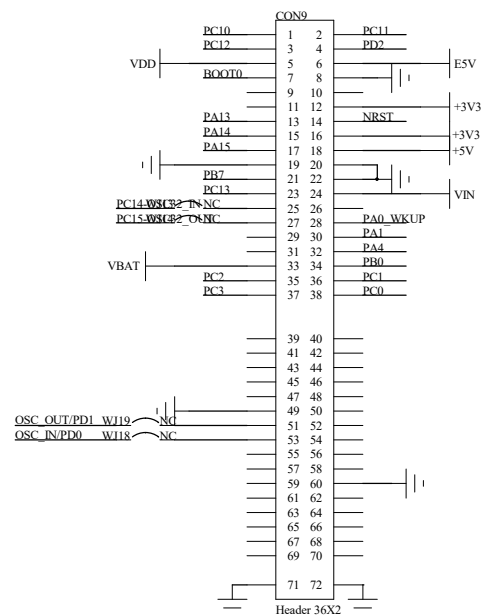 CON9
PC10 1 2 PC11
PC12 3 4 PD2
VDD 5 6 E5V
BOOT0 7 8
9 10
11 12 +3V3
PA13 13 14 NRST
PA14 15 16 +3V3
PA15 17 18 +5V
19 20
PB7 21 22
PC13 23 24 VIN
PC14- NC 25 26
PC15- 27 28 PA0_WKUP
29 30 PA1
31 32 PA4
VBAT 33 34 PB0
PC2 35 36 PC1
PC3 37 38 PC0
39 40
41 42
43 44
45 46
47 48
49 50
OSC_OUT/PD1 WJ19 NC 51 52
OSC_IN/PD0 WJ18 NC 53 54
55 56
57 58
59 60
61 62
63 64
65 66
67 68
69 70
71 72
Header 36X2